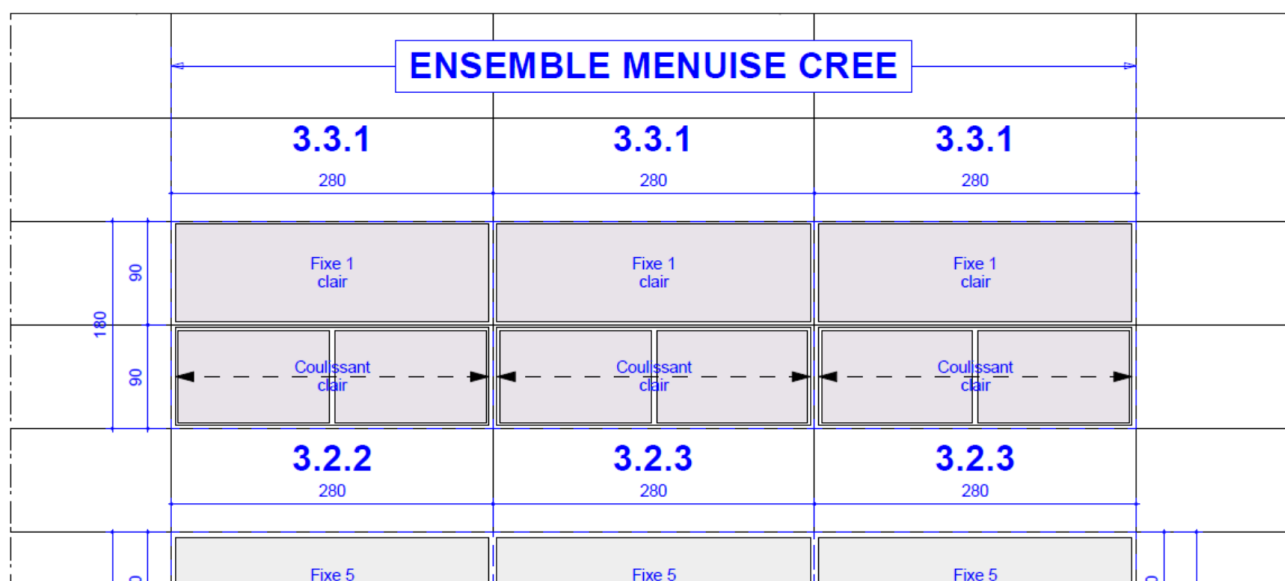 ENSEMBLE MENUISE CREE
3.3.1 3.3.1 3.3.1
280 280 280
Fixe 1 Fixe 1 Fixe 1
clair clair clair
90
180
Coulissant Coulissant Coulissant
clair clair clair
90
3.2.2 3.2.3 3.2.3
280 280 280
Fixe 5 Fixe 5 Fixe 5